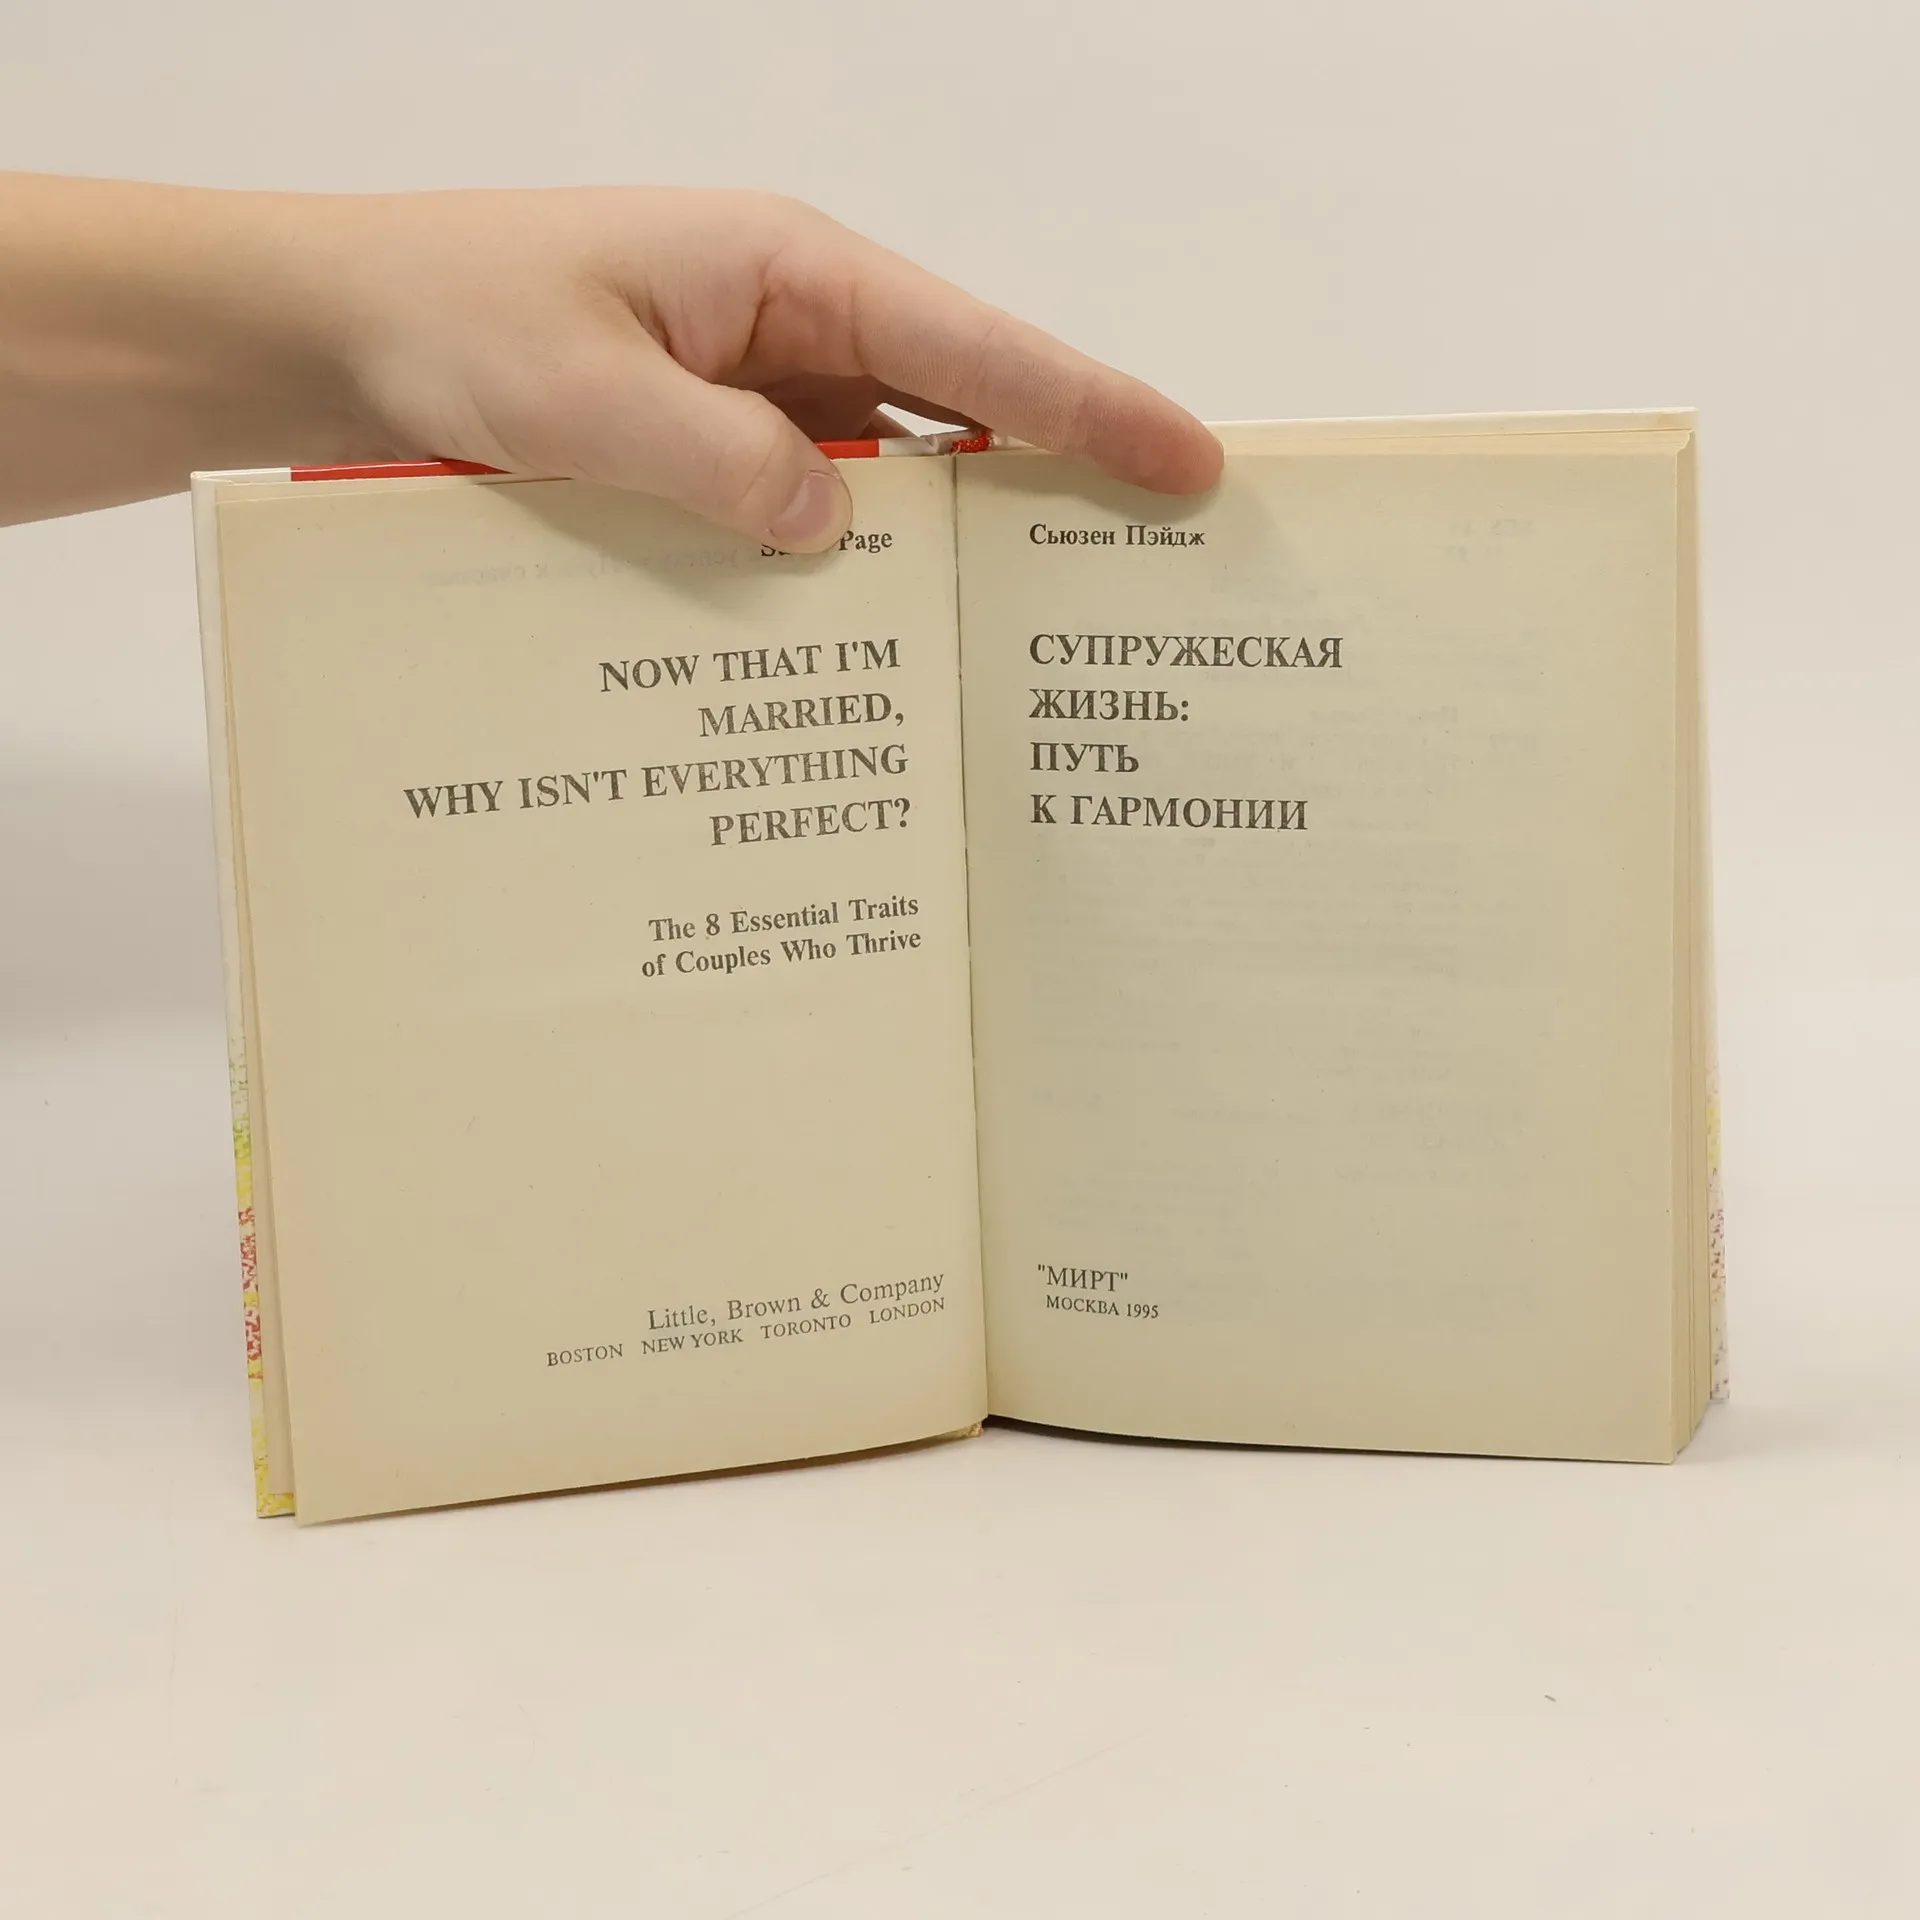 Page
NOW THAT I'M
MARRIED,
WHY ISN'T EVERYTHING
PERFECT?
The 8 Essential Traits
of Couples Who Thrive
Little, Brown & Company
BOSTON NEW YORK TORONTO LONDON
Сьюзен Пэйдж
СУПРУЖЕСКАЯ
ЖИЗНЬ:
ПУТЬ
К ГАРМОНИИ
"МИРТ"
МОСКВА 1995